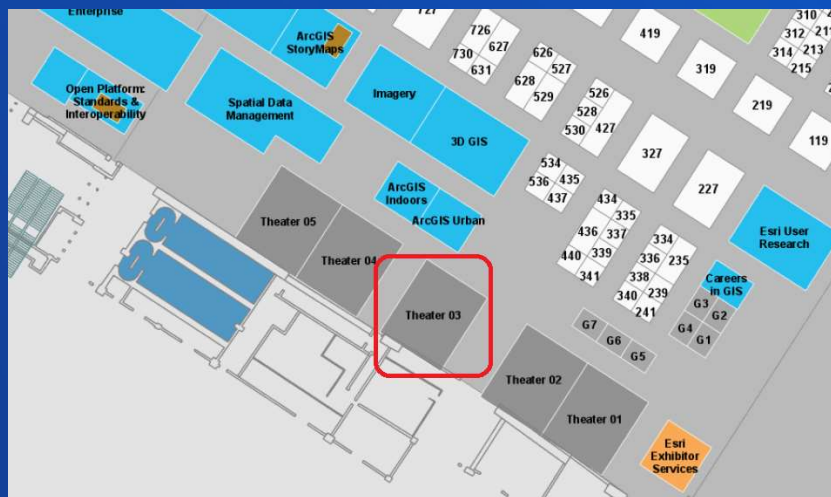 Enterprise
ArcGIS
StoryMaps
727
726
627
730
631
626
527
628
529
419
319
219
119
310
312
211
314
213
215
Open Platform:
Standards &
Interoperability
Spatial Data
Management
Imagery
3D GIS
526
528
530
427
327
227
534
435
536
437
ArcGIS
Indoors
ArcGIS Urban
434
335
436
337
440
339
341
334
336
235
338
340
239
241
Esri User
Research
Careers
in GIS
G3
G2
G4
G1
G7
G6
G5
Theater 05
Theater 04
Theater 03
Theater 02
Theater 01
Esri
Exhibitor
Services